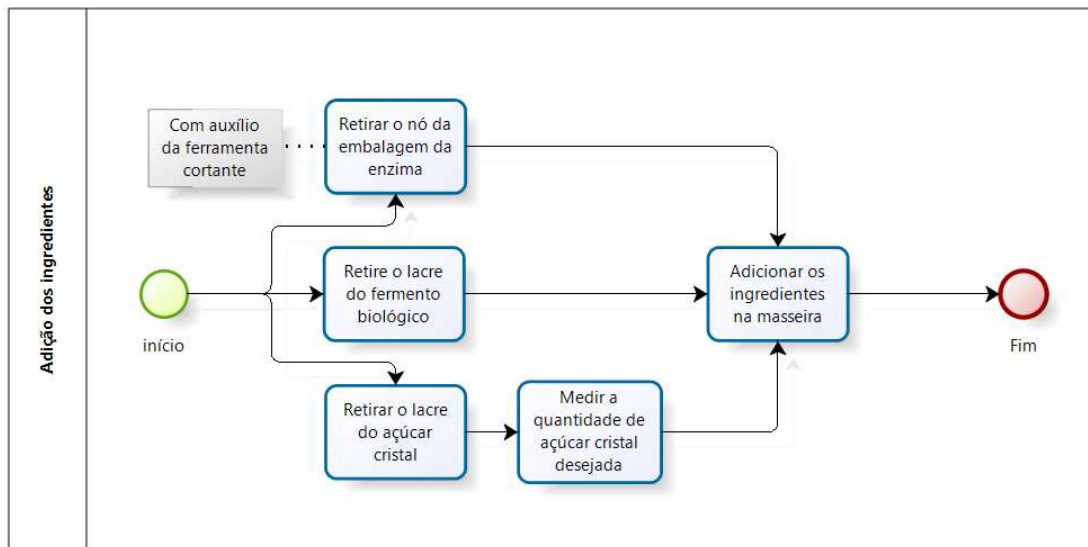 Adição dos ingredientes
Com auxílio
da ferramenta
cortante
Retirar o nó da
embalagem da
enzima
início
Retire o lacre
do fermento
biológico
Retirar o lacre
do açúcar
cristal
Medir a
quantidade de
açúcar cristal
desejada
Adicionar os
ingredientes
na masseira
Fim